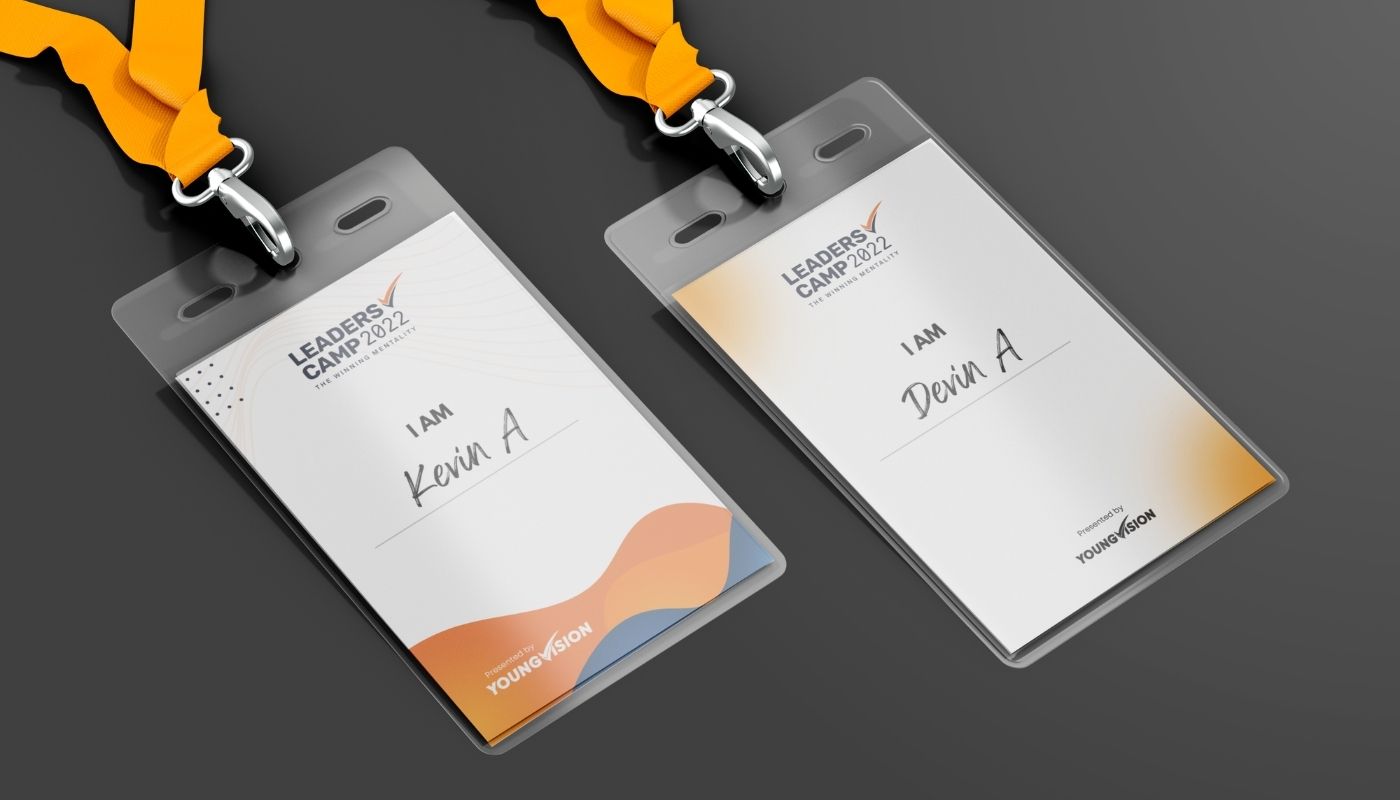 LEADERS
CAMP 2022
THE WINNING MENTALITY
I AM
Kevin A
Presented by
YOUNGVISION
LEADERS
CAMP 2022
THE WINNING MENTALITY
I AM
Devin A
Presented by
YOUNGVISION